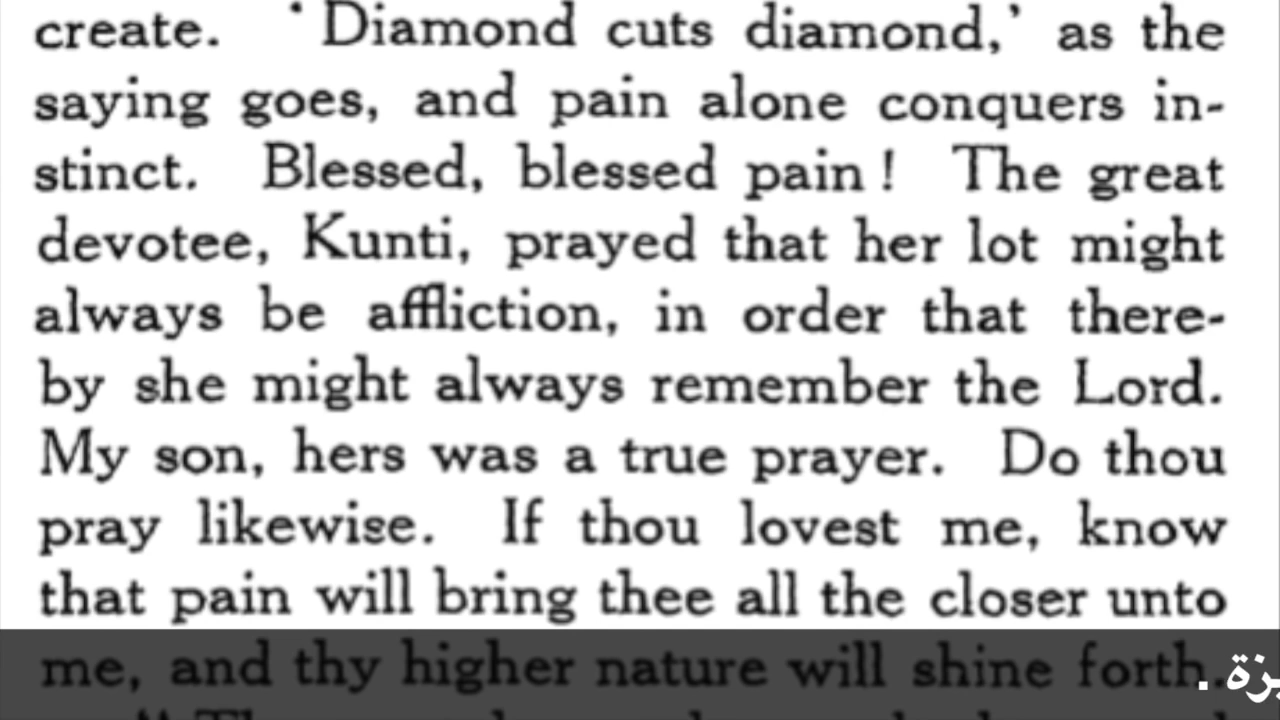 create. ‘Diamond cuts diamond,’ as the
saying goes, and pain alone conquers in-
stinct. Blessed, blessed pain! The great
devotee, Kunti, prayed that her lot might
always be affliction, in order that there-
by she might always remember the Lord.
My son, hers was a true prayer. Do thou
pray likewise. If thou lovest me, know
that pain will bring thee all the closer unto
me, and thy higher nature will shine forth.